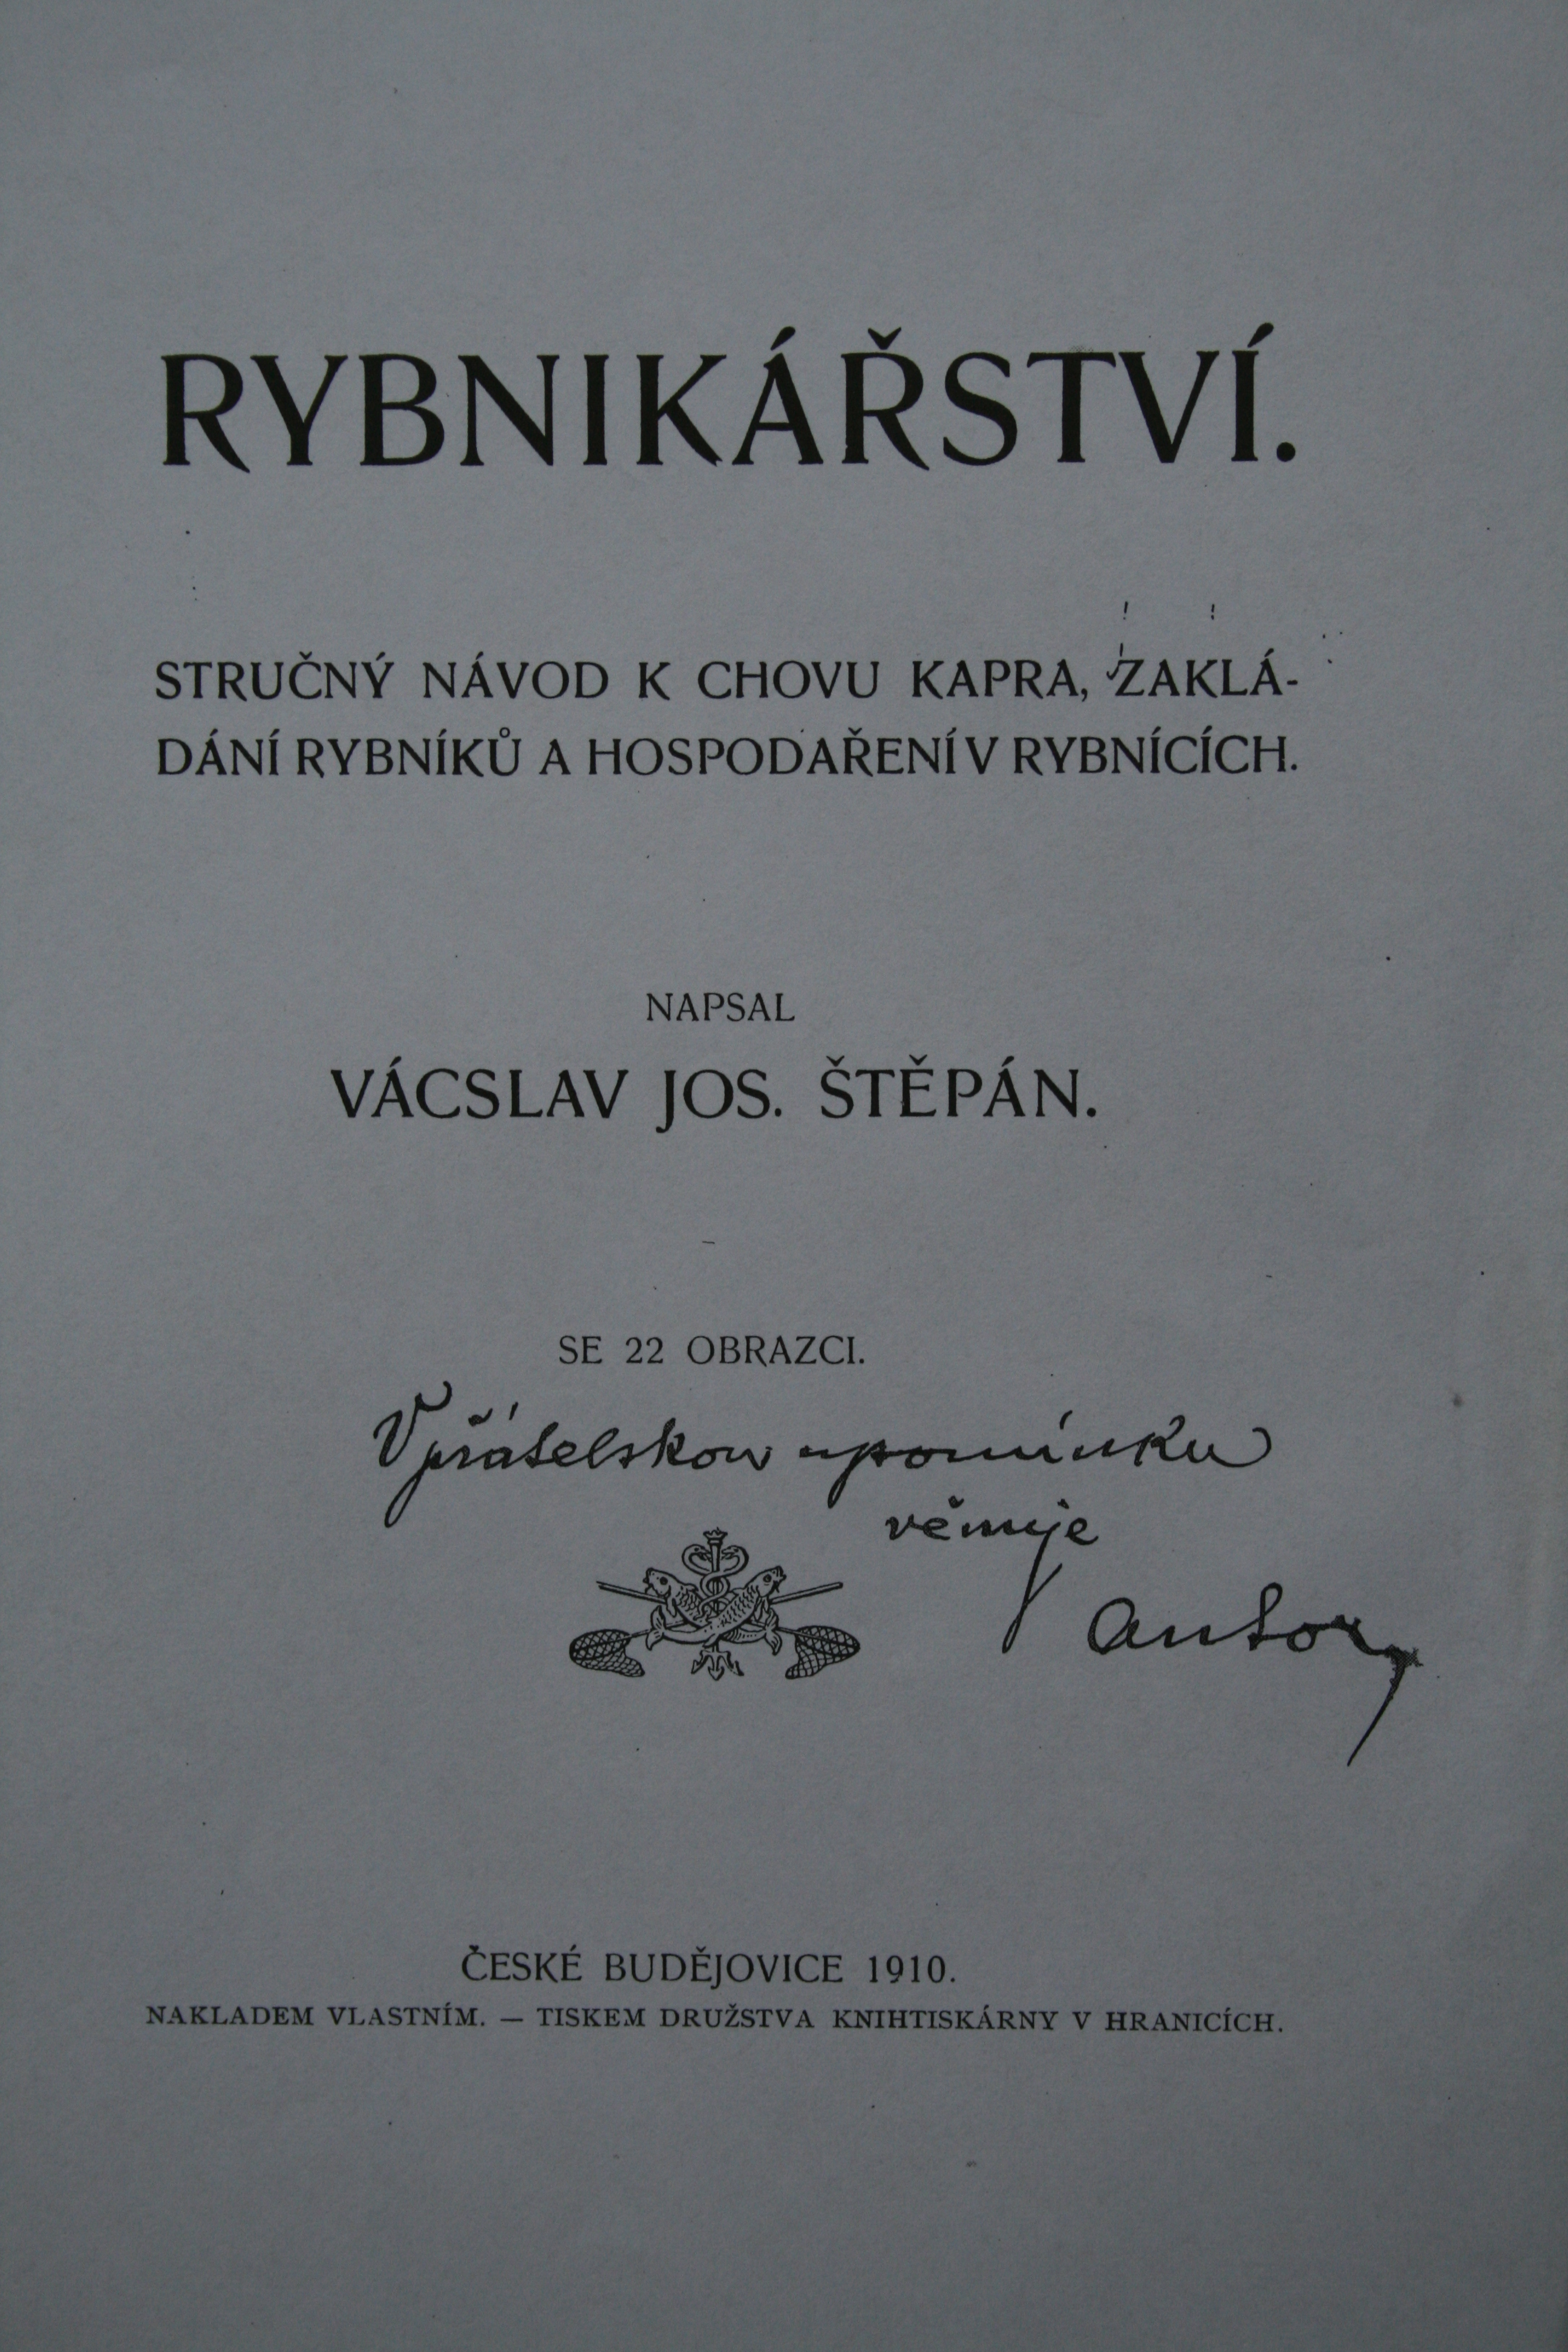 RYBNIKÁŘSTVÍ.
STRUČNÝ NÁVOD K CHOVU KAPRA, ZAKLÁ-
DÁNÍ RYBNÍKŮ A HOSPODAŘENÍ V RYBNÍCÍCH.
NAPSAL
VÁCSLAV JOS. ŠTĚPÁN.
SE 22 OBRAZCI.
V přátelskou upomínku
věnuje
autor
ČESKÉ BUDĚJOVICE 1910.
NAKLADEM VLASTNÍM. — TISKEM DRUŽSTVA KNIHTISKÁRNY V HRANICÍCH.